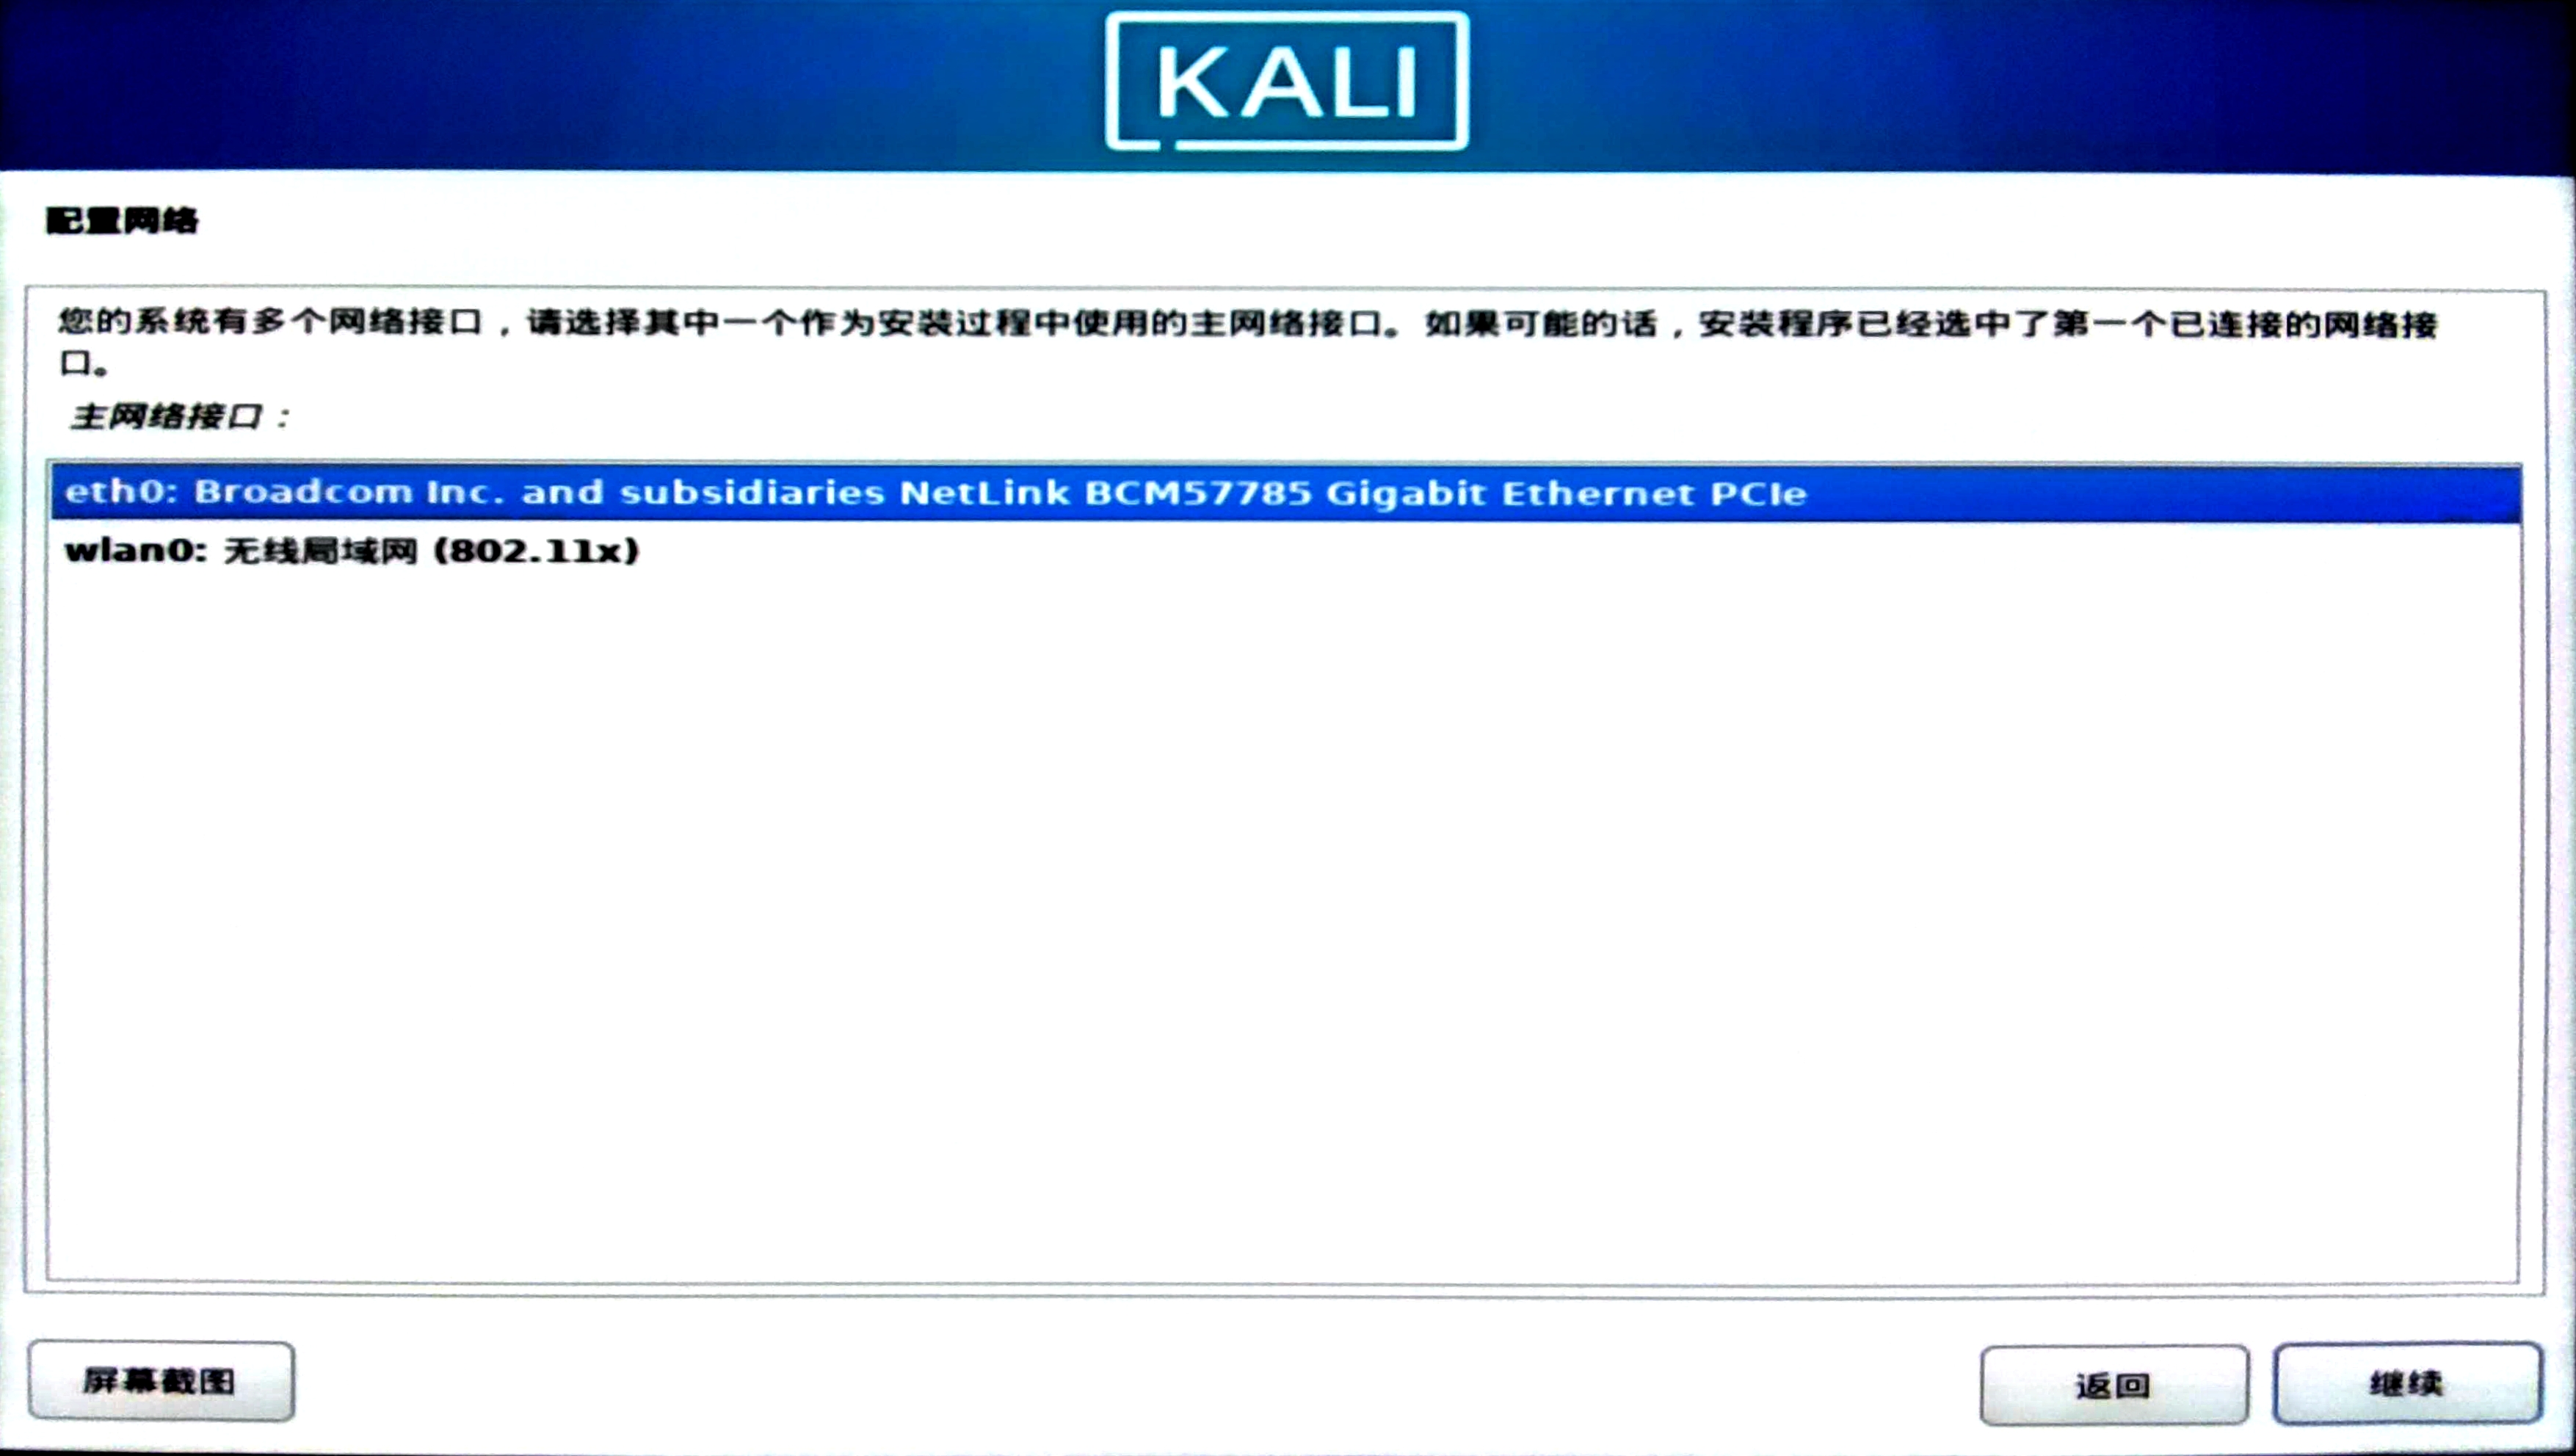 KALI
配置网络
您的系统有多个网络接口，请选择其中一个作为安装过程中使用的主网络接口。如果可能的话，安装程序已经选中了第一个已连接的网络接
口。
主网络接口：
eth0: Broadcom Inc. and subsidiaries NetLink BCM57785 Gigabit Ethernet PCIe
wlan0: 无线局域网 (802.11x)
屏幕截图
返回
继续